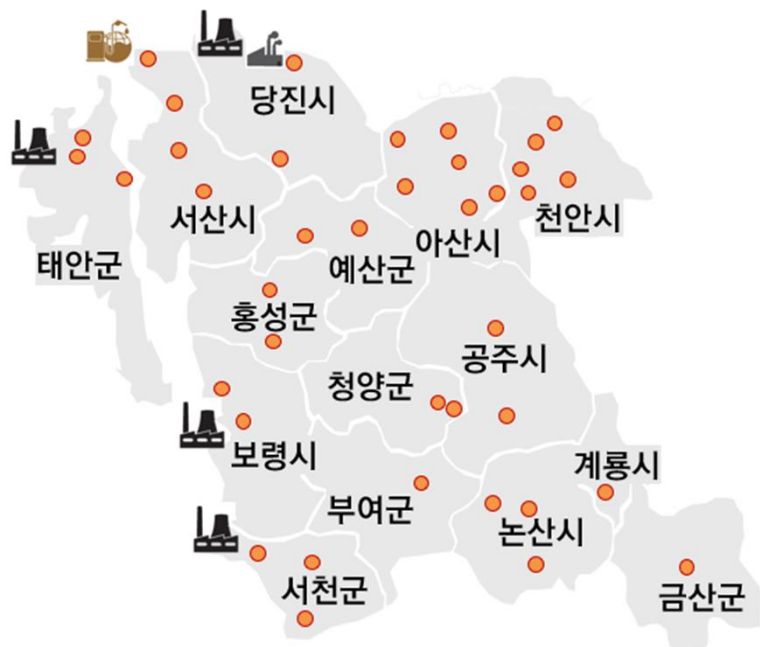 당진시
서산시
천안시
아산시
태안군
예산군
홍성군
공주시
청양군
보령시
계룡시
부여군
논산시
서천군
금산군